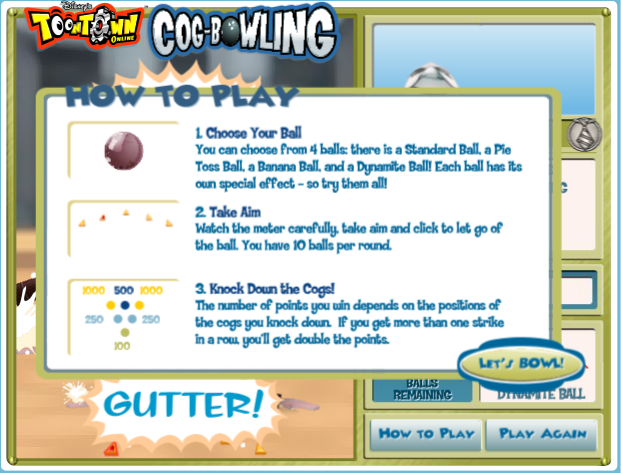 Disney's
TOONTOWN
ONLINE
COG-BOWLING
HOW TO PLAY
1. Choose Your Ball
You can choose from 4 balls: there is a Standard Ball, a Pie
Toss Ball, a Banana Ball, and a Dynamite Ball! Each ball has its
own special effect - so try them all!
2. Take Aim
Watch the meter carefully, take aim and click to let go of
the ball. You have 10 balls per round.
1000 500 1000
250 250
100
3. Knock Down the Cogs!
The number of points you win depends on the positions of
the cogs you knock down. If you get more than one strike
in a row, you'll get double the points.
LET'S BOWL!
GUTTER!
BALLS
REMAINING
DYNAMITE BALL
HOW TO PLAY
PLAY AGAIN